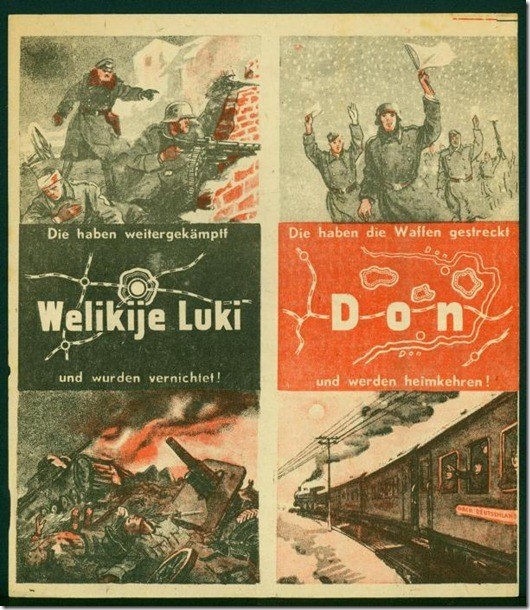 Die haben weitergekämpft
Welikije Luki
und wurden vernichtet!
Die haben die Waffen gestreckt
Don
Don
Don
und werden heimkehren!
NACH DEUTSCHLAND